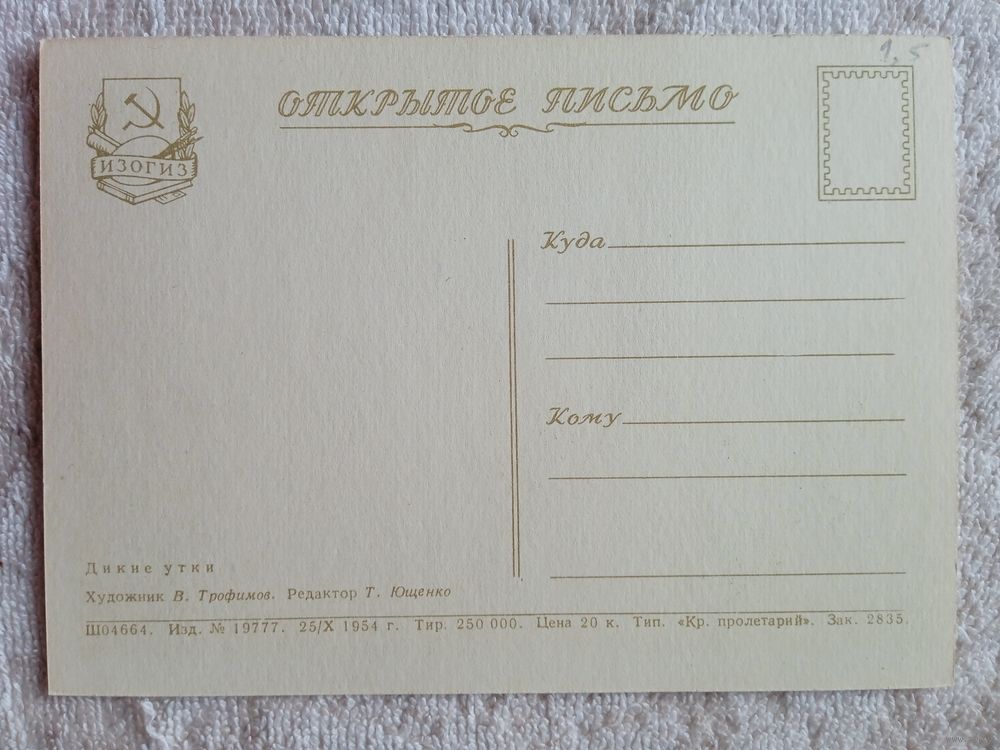 1,5
ОТКРЫТОЕ ПИСЬМО
ИЗОГИЗ
Куда
Кому
Дикие утки
Художник В. Трофимов. Редактор Т. Ющенко
Ш04664. Изд. № 19777. 25/X 1954 г. Тир. 250 000. Цена 20 к. Тип. «Кр. пролетарий». Зак. 2835.